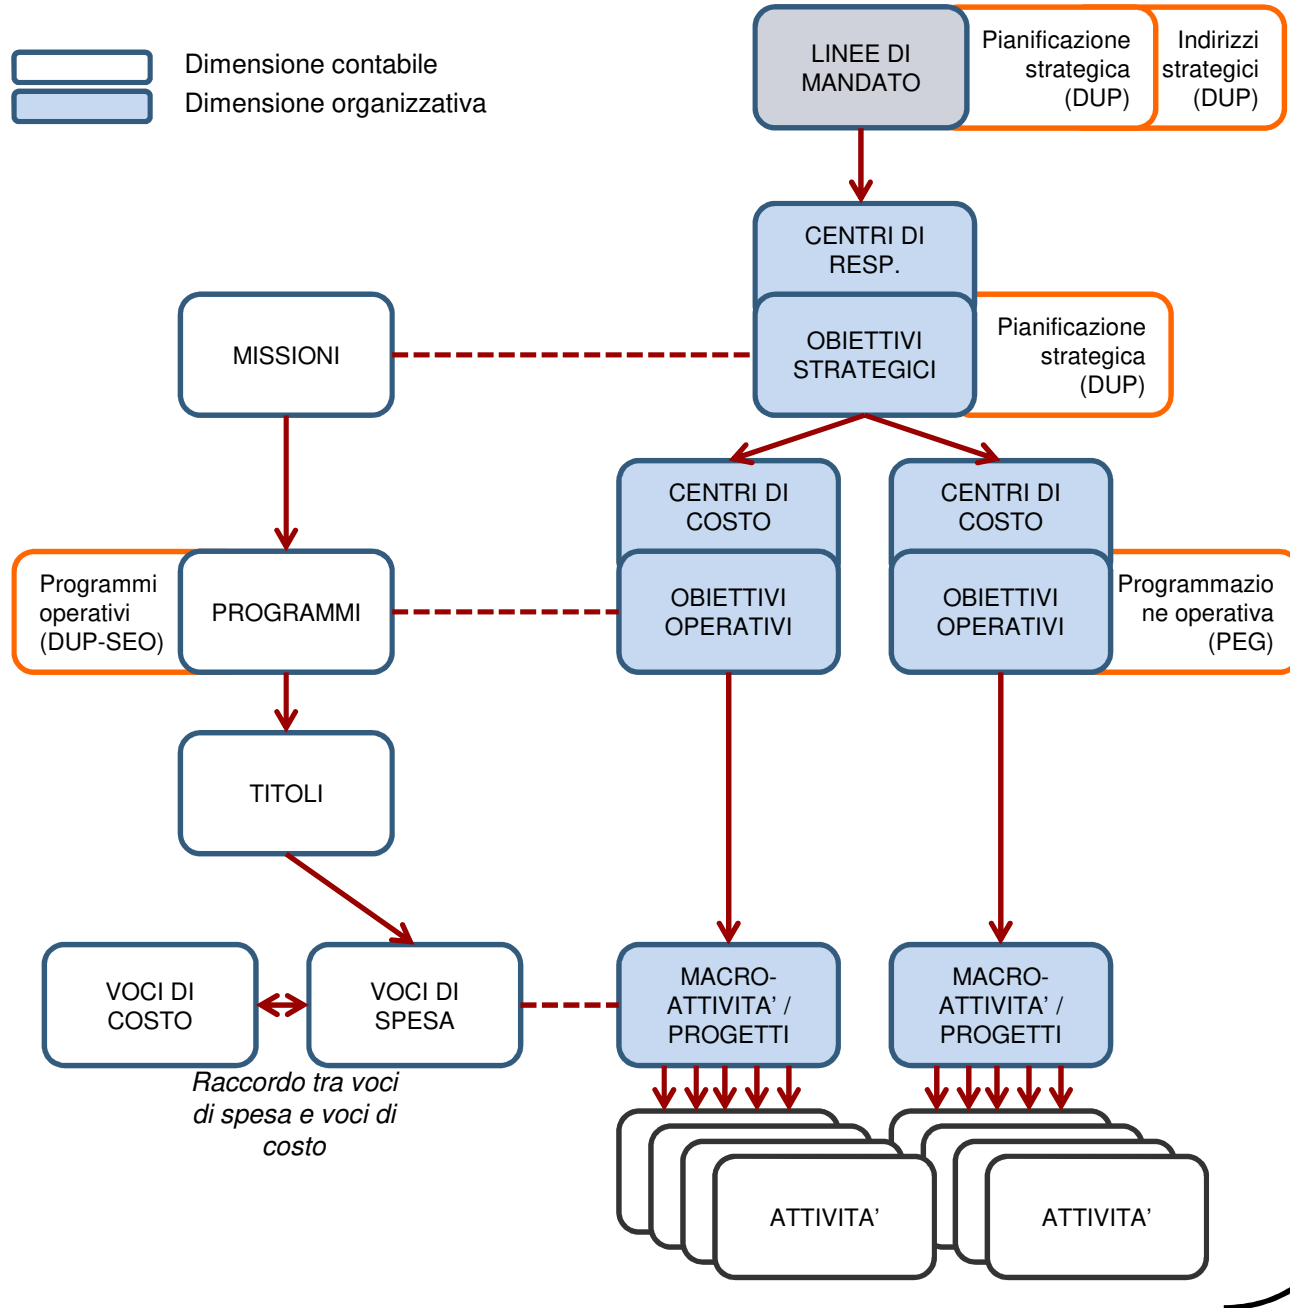 Dimensione contabile
Dimensione organizzativa
LINEE DI
MANDATO
Pianificazione
strategica
(DUP)
Indirizzi
strategici
(DUP)
CENTRI DI
RESP.
MISSIONI
OBIETTIVI
STRATEGICI
Pianificazione
strategica
(DUP)
CENTRI DI
COSTO
CENTRI DI
COSTO
Programmi
operativi
(DUP-SEO)
PROGRAMMI
OBIETTIVI
OPERATIVI
OBIETTIVI
OPERATIVI
Programmazio
ne operativa
(PEG)
TITOLI
VOCI DI
COSTO
VOCI DI
SPESA
MACRO-
ATTIVITA’ /
PROGETTI
MACRO-
ATTIVITA’ /
PROGETTI
Raccordo tra voci
di spesa e voci di
costo
ATTIVITA’
ATTIVITA’